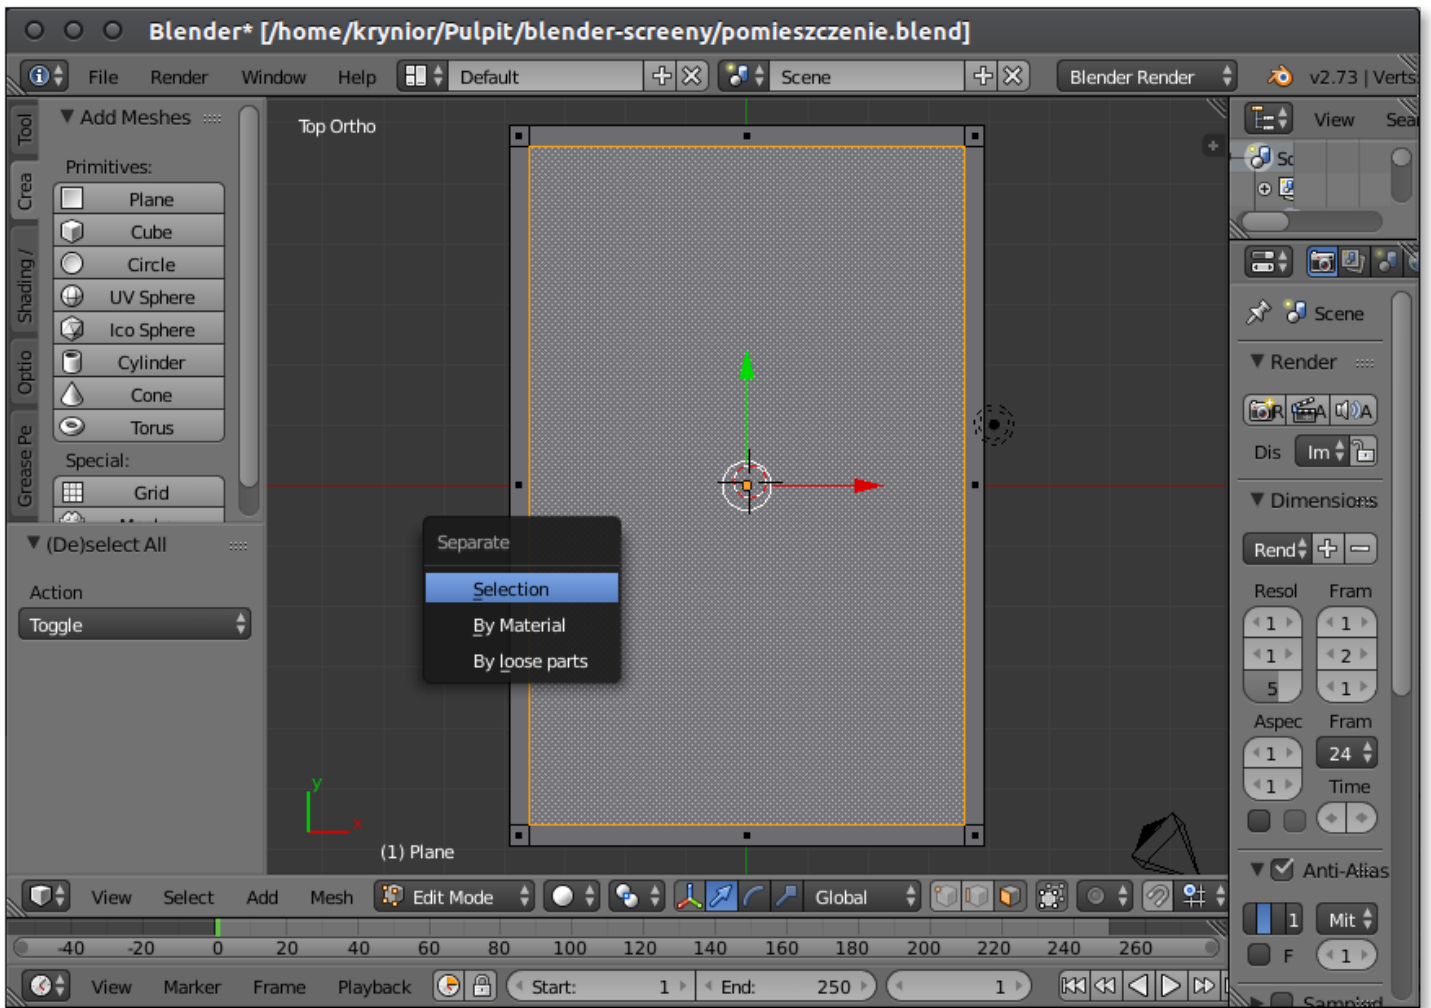 Blender* [/home/krynior/Pulpit/blender-screeny/pomieszczenie.blend]
File Render Window Help Default Scene Blender Render v2.73 | Verts:
Tool
Crea
Shading /
Optio
Grease Pe
Add Meshes
Primitives:
Plane
Cube
Circle
UV Sphere
Ico Sphere
Cylinder
Cone
Torus
Special:
Grid
(De)select All
Action
Toggle
Top Ortho
Separate
Selection
By Material
By loose parts
y
x
(1) Plane
View Select Add Mesh Edit Mode Global
-40 -20 0 20 40 60 80 100 120 140 160 180 200 220 240 260
View Marker Frame Playback Start: 1 End: 250 1
View Sea
Sc
Scene
Render
R A A
Dis Im
Dimensions
Rend
Resol Fram
1 1
1 2
5 1
Aspec Fram
1 24
1 Time
Anti-Alias
1 Mit
F 1